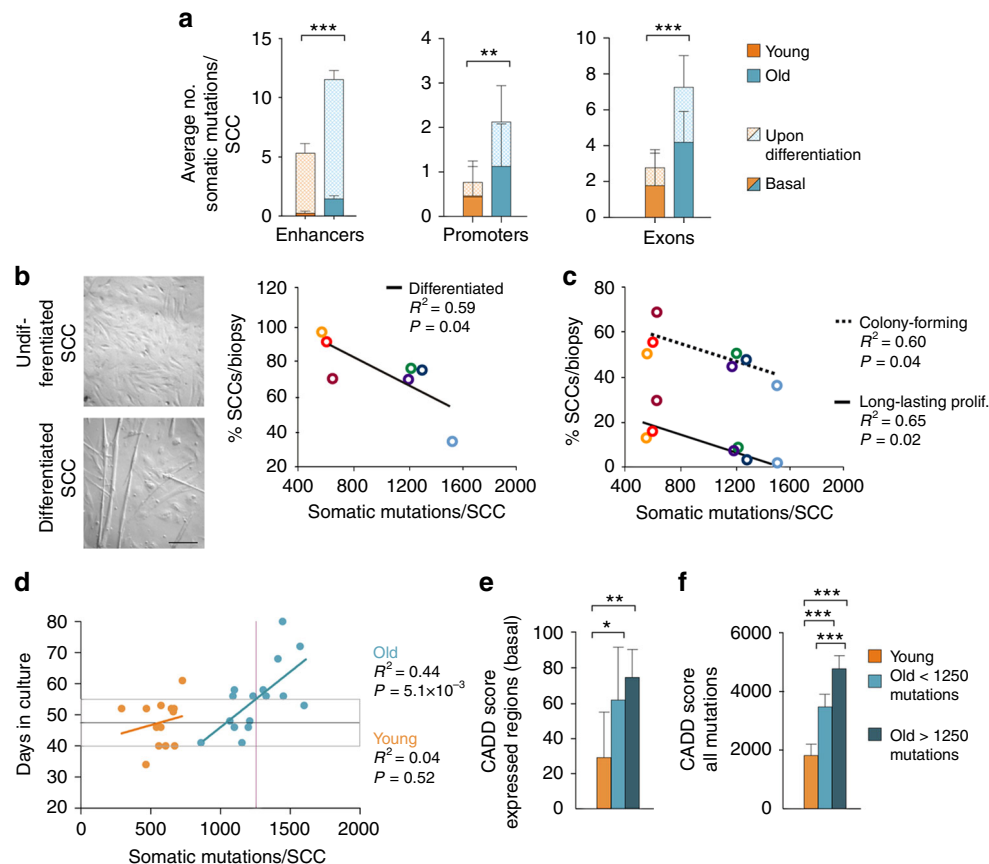 a
Average no.
somatic mutations/
SCC
15
10
5
0
Enhancers
***
4
3
2
1
0
Promoters
**
10
8
6
4
2
0
Exons
***
Young
Old
Upon
differentiation
Basal
b
Undif-
ferentiated
SCC
Differentiated
SCC
% SCCs/biopsy
120
100
80
60
40
20
400
1200
1600
2000
Somatic mutations/SCC
Differentiated
R² = 0.59
P = 0.04
c
% SCCs/biopsy
80
60
40
20
0
400
1200
1600
2000
Somatic mutations/SCC
Colony-forming
R² = 0.60
P = 0.04
Long-lasting prolif.
R² = 0.65
P = 0.02
d
Days in culture
80
70
60
50
40
30
20
0
500
1000
1500
2000
Somatic mutations/SCC
Old
R² = 0.44
P = 5.1×10⁻³
Young
R² = 0.04
P = 0.52
e
CADD score
expressed regions (basal)
100
80
60
40
20
0
**
*
f
CADD score
all mutations
6000
4000
2000
0
***
***
***
Young
Old < 1250
mutations
Old > 1250
mutations